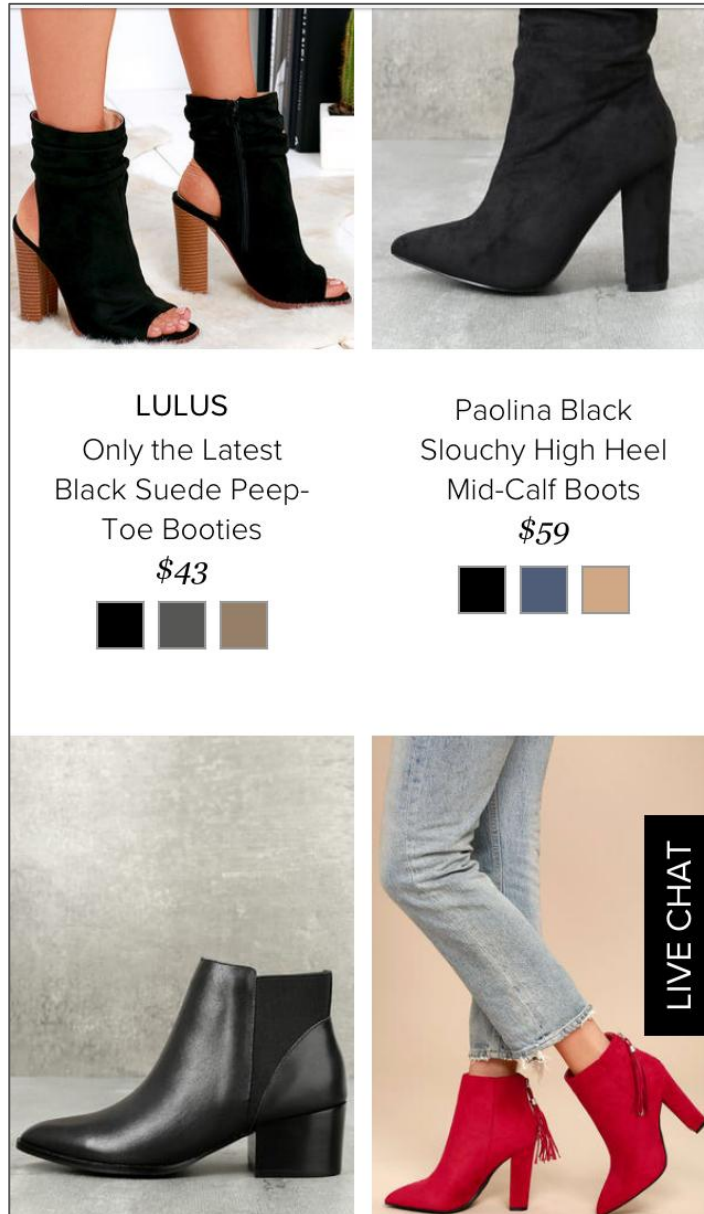 LULUS
Only the Latest
Black Suede Peep-
Toe Booties
$43
Paolina Black
Slouchy High Heel
Mid-Calf Boots
$59
LIVE CHAT